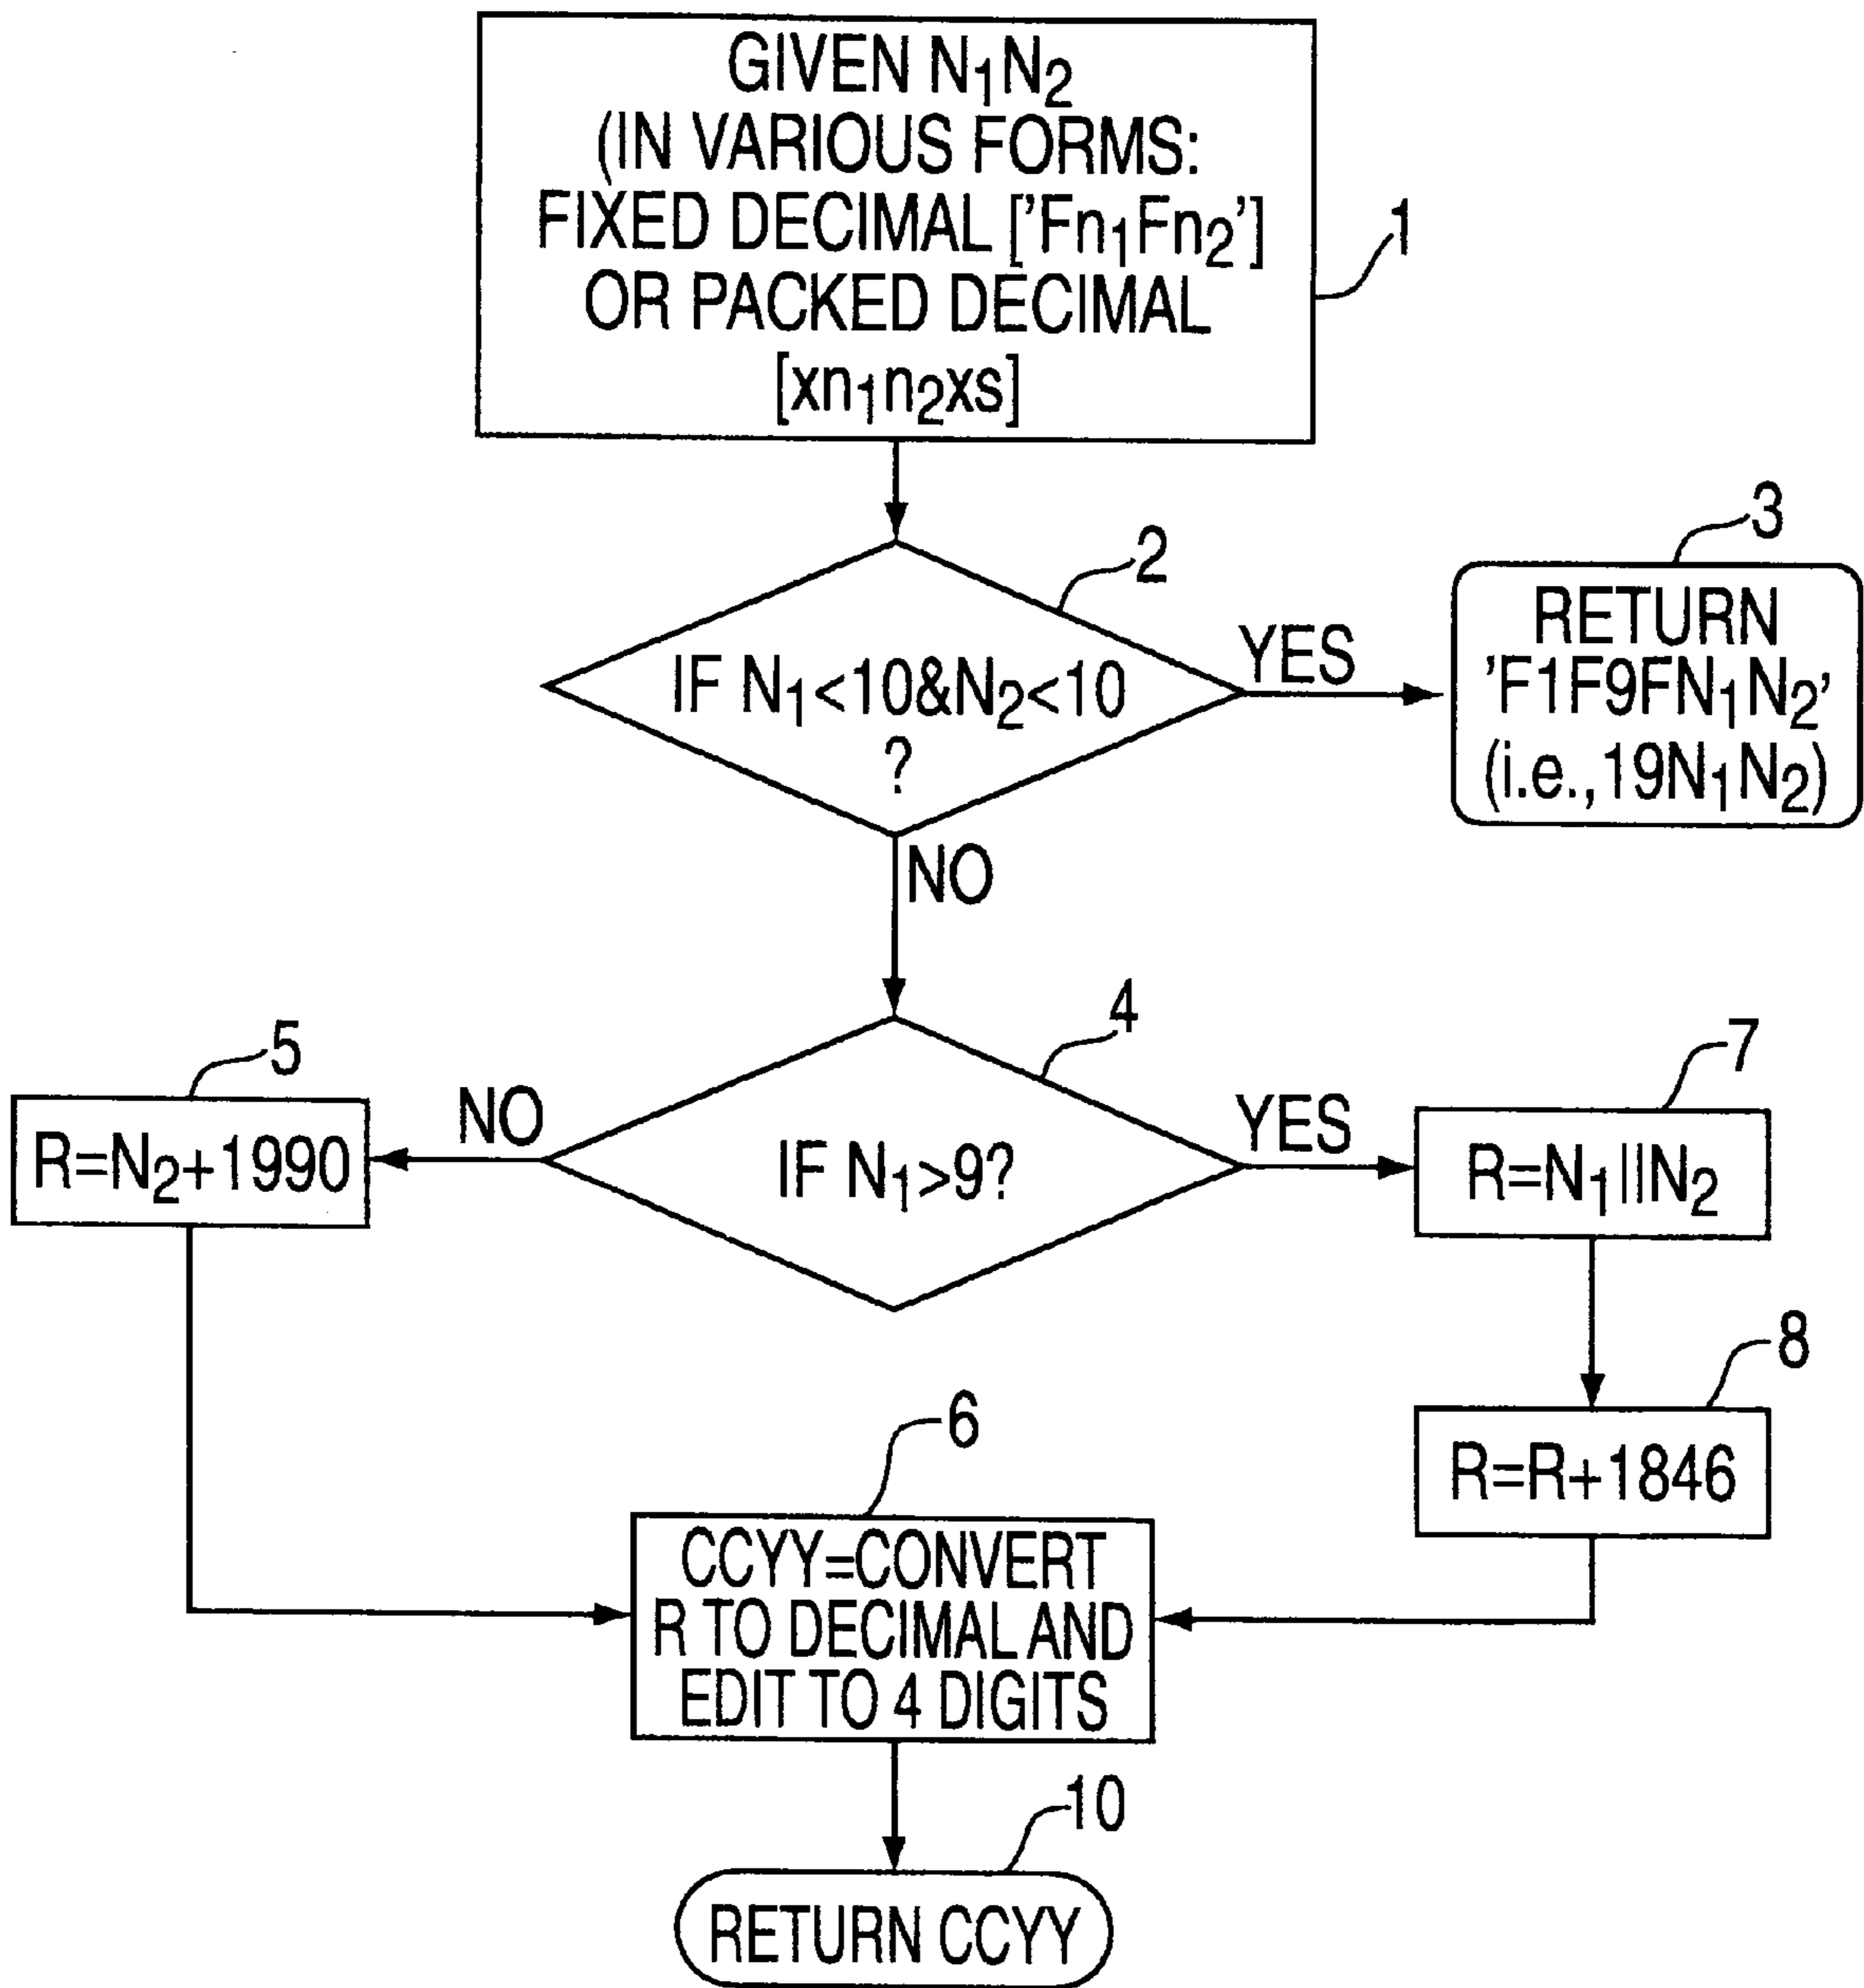 GIVEN N₁N₂
(IN VARIOUS FORMS:
FIXED DECIMAL ['Fn₁Fn₂']
OR PACKED DECIMAL
[xn₁n₂xs]
1
2
IF N₁<10&N₂<10
?
YES
3
RETURN
'F1F9FN₁N₂'
(i.e.,19N₁N₂)
NO
4
IF N₁>9?
NO
5
R=N₂+1990
YES
7
R=N₁||N₂
8
R=R+1846
6
CCYY=CONVERT
R TO DECIMAL AND
EDIT TO 4 DIGITS
10
RETURN CCYY